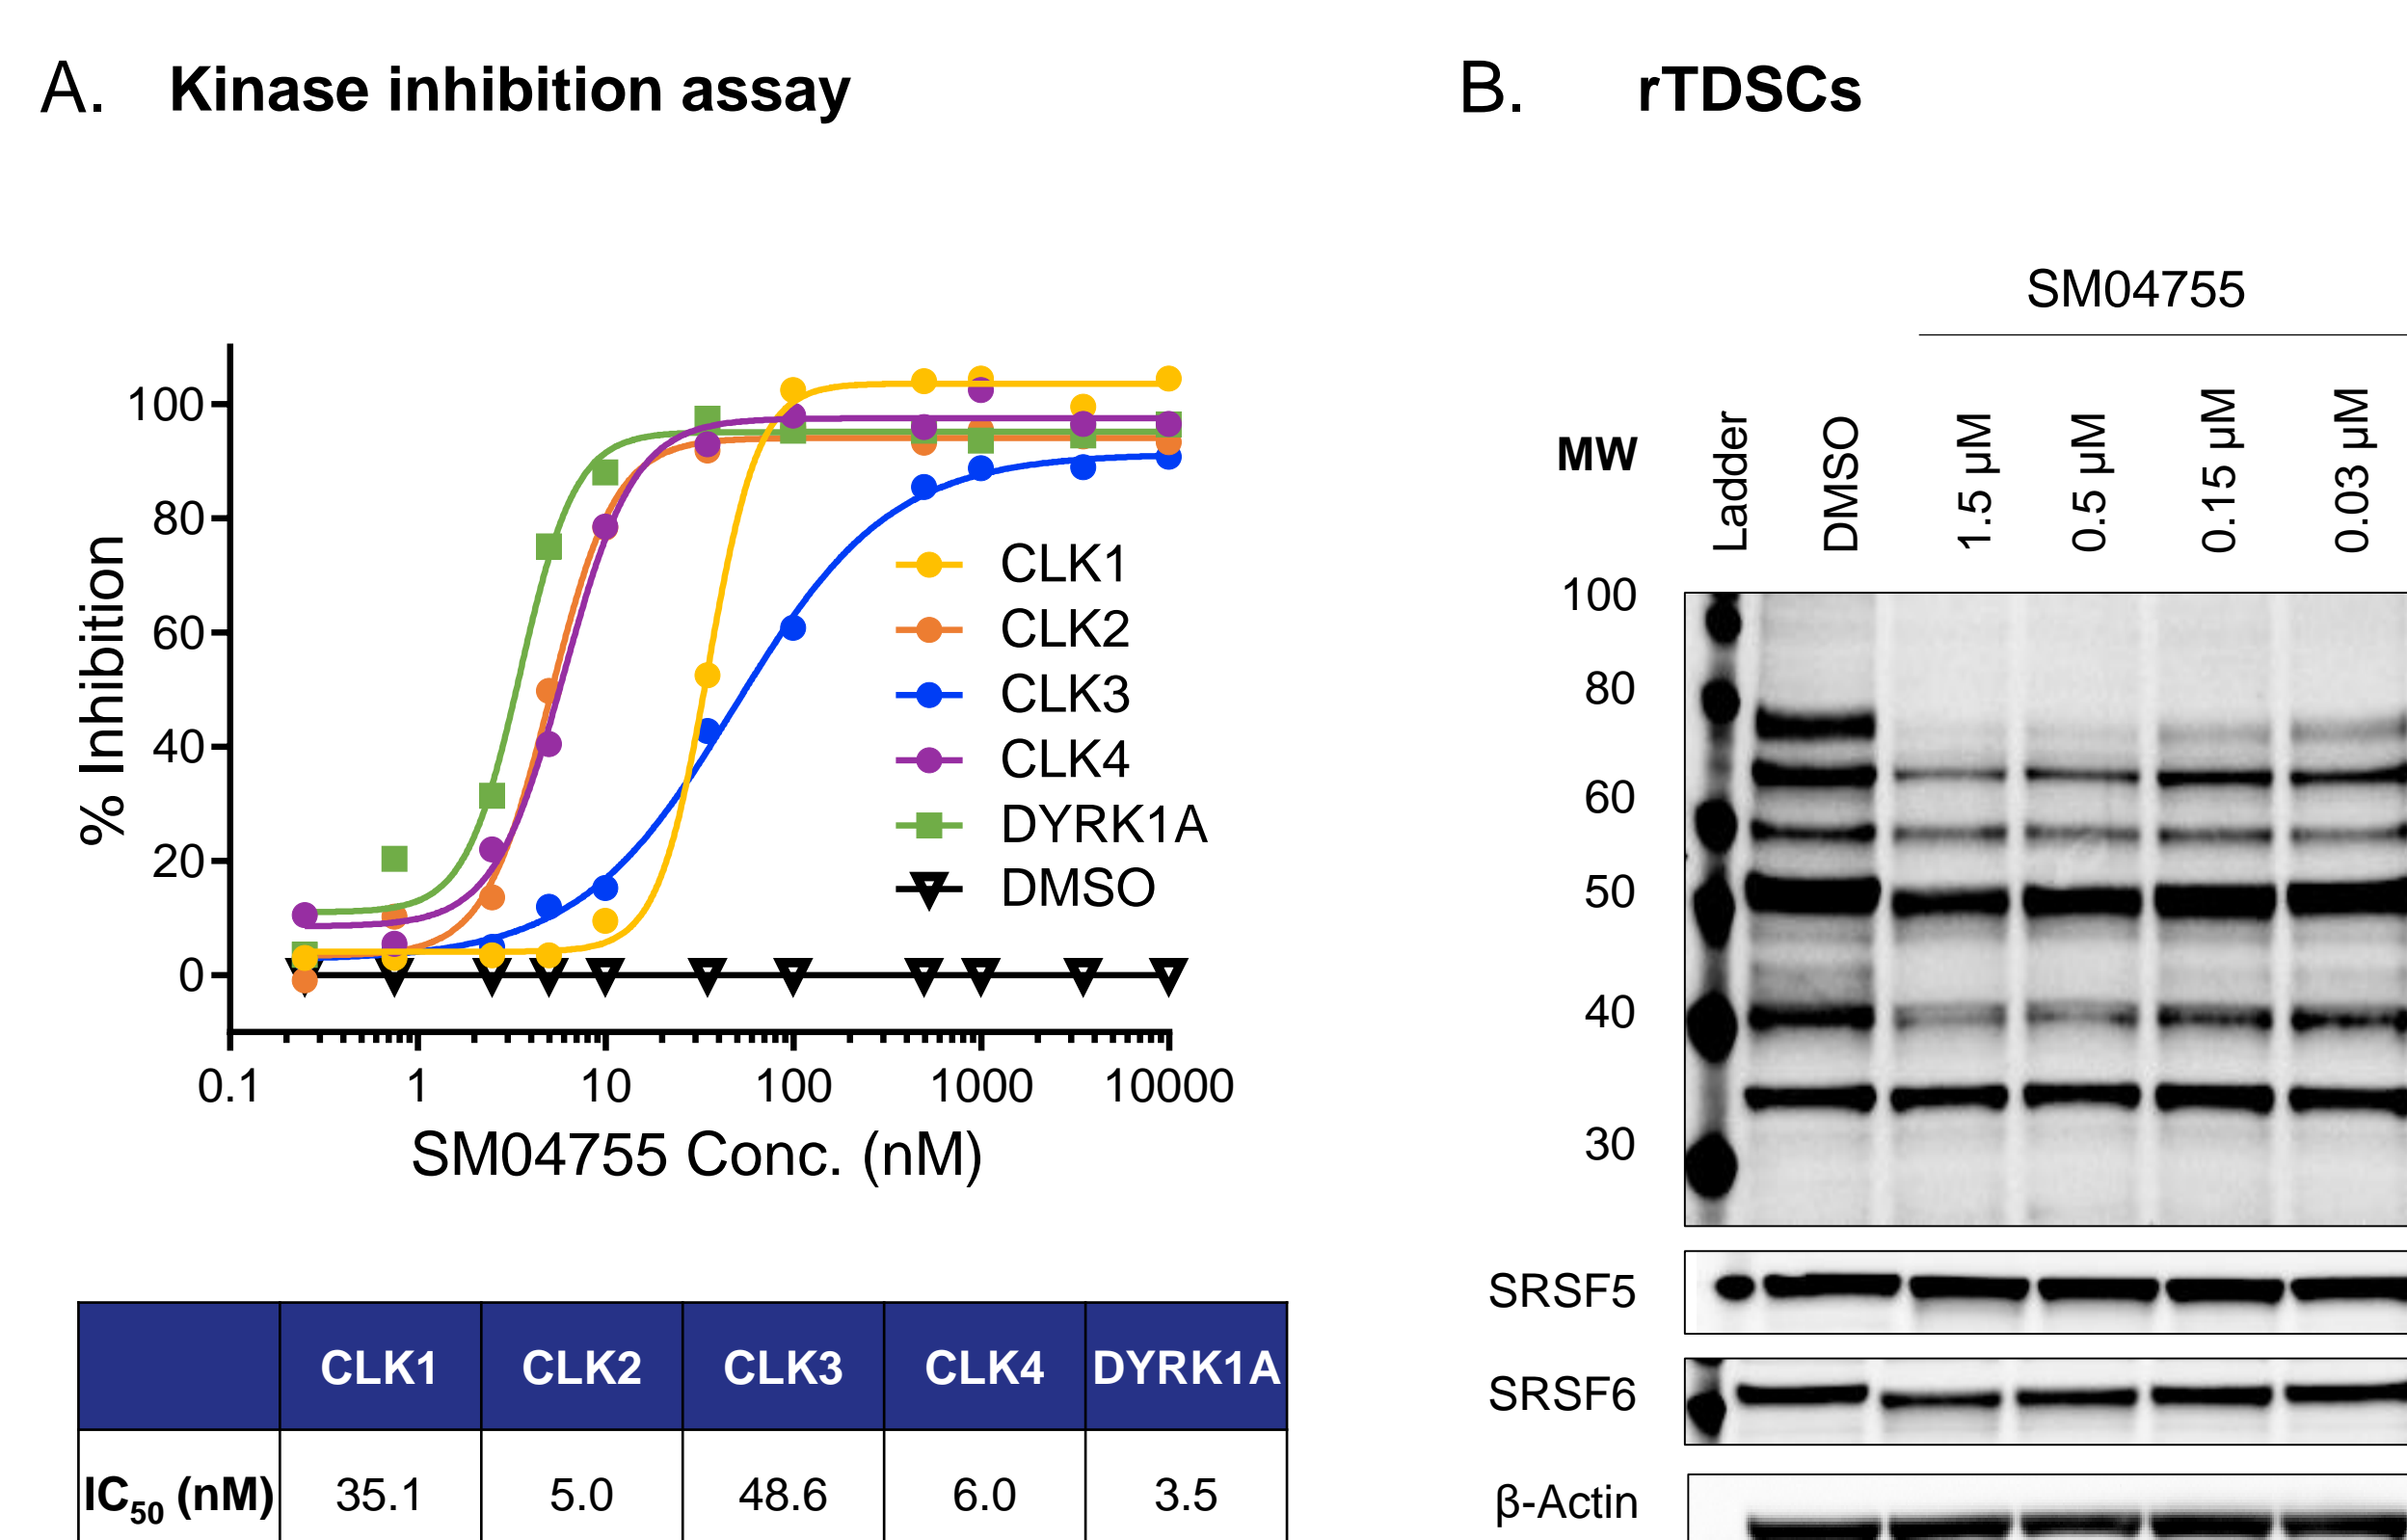 A. Kinase inhibition assay
% Inhibition
100
80
60
40
20
0
0.1 1 10 100 1000 10000
SM04755 Conc. (nM)
CLK1
CLK2
CLK3
CLK4
DYRK1A
DMSO
CLK1 CLK2 CLK3 CLK4 DYRK1A
IC50 (nM) 35.1 5.0 48.6 6.0 3.5
B. rTDSCs
SM04755
MW Ladder DMSO 1.5 μM 0.5 μM 0.15 μM 0.03 μM
100
80
60
50
40
30
SRSF5
SRSF6
β-Actin